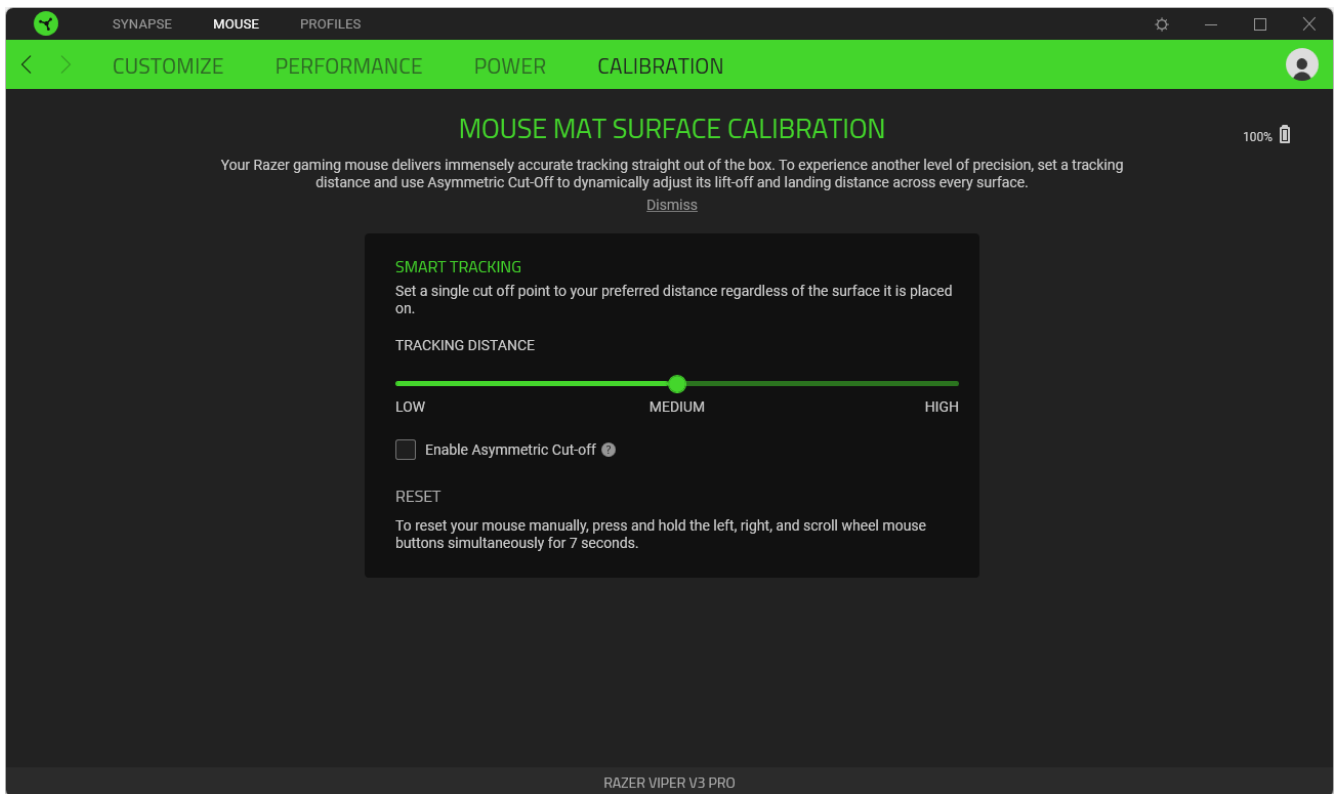 SYNAPSE MOUSE PROFILES
CUSTOMIZE PERFORMANCE POWER CALIBRATION
MOUSE MAT SURFACE CALIBRATION
100%
Your Razer gaming mouse delivers immensely accurate tracking straight out of the box. To experience another level of precision, set a tracking
distance and use Asymmetric Cut-Off to dynamically adjust its lift-off and landing distance across every surface.
Dismiss
SMART TRACKING
Set a single cut off point to your preferred distance regardless of the surface it is placed
on.
TRACKING DISTANCE
LOW MEDIUM HIGH
Enable Asymmetric Cut-off ?
RESET
To reset your mouse manually, press and hold the left, right, and scroll wheel mouse
buttons simultaneously for 7 seconds.
RAZER VIPER V3 PRO